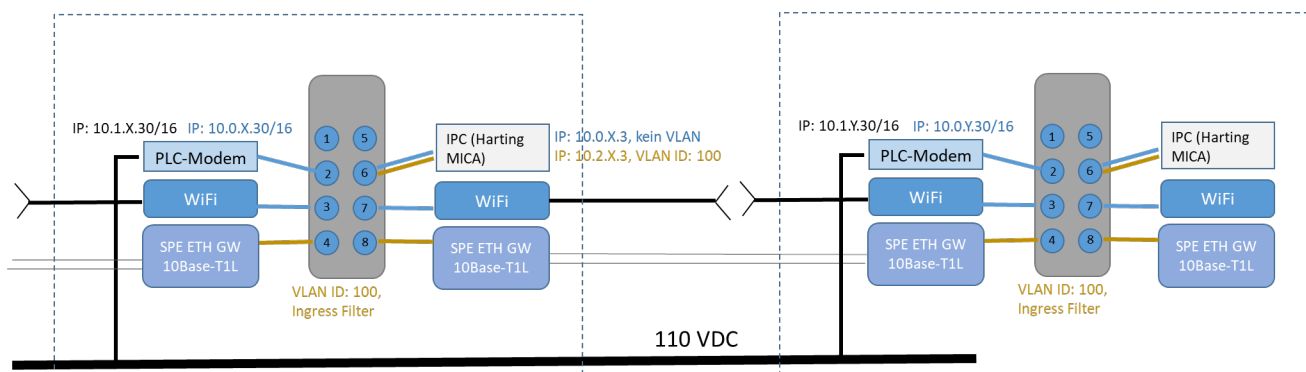 IP: 10.1.X.30/16 IP: 10.0.X.30/16
PLC-Modem
WiFi
SPE ETH GW
10Base-T1L
1
2
3
4
5
6
7
8
VLAN ID: 100,
Ingress Filter
IPC (Harting
MICA)
IP: 10.0.X.3, kein VLAN
IP: 10.2.X.3, VLAN ID: 100
WiFi
SPE ETH GW
10Base-T1L
IP: 10.1.Y.30/16 IP: 10.0.Y.30/16
PLC-Modem
WiFi
SPE ETH GW
10Base-T1L
1
2
3
4
5
6
7
8
VLAN ID: 100,
Ingress Filter
IPC (Harting
MICA)
WiFi
SPE ETH GW
10Base-T1L
110 VDC